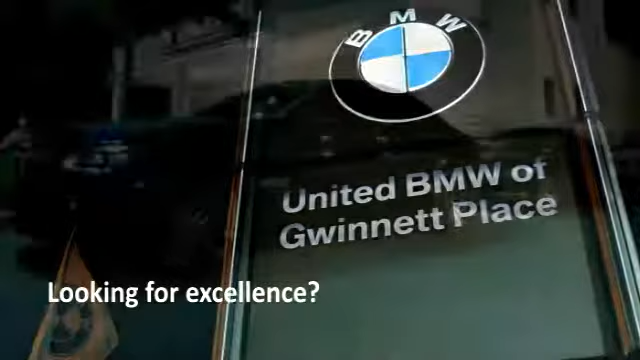 BMW
United BMW of
Gwinnett Place
Looking for excellence?